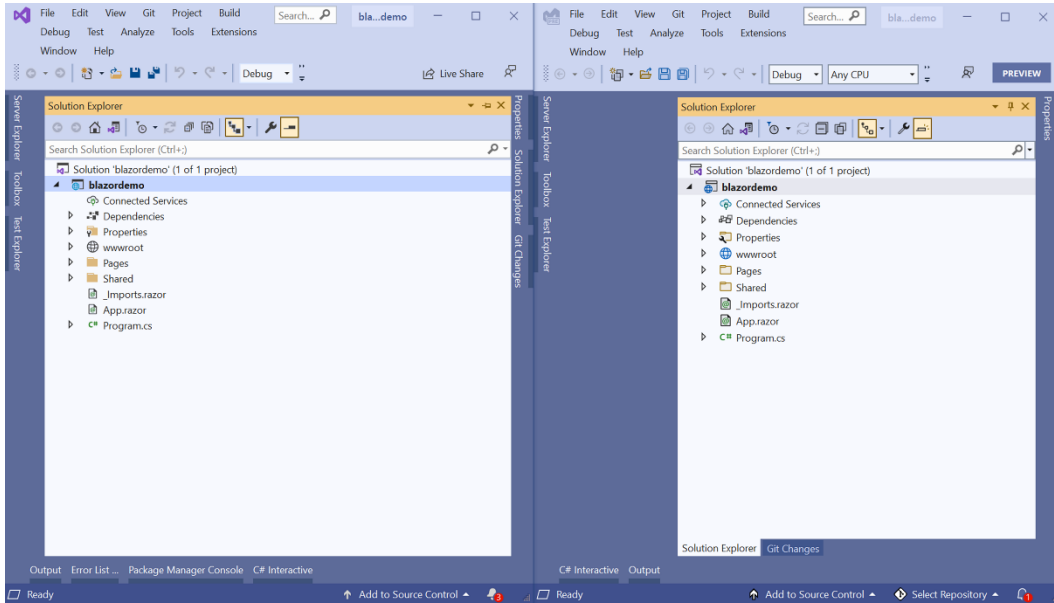 File Edit View Git Project Build Search... bla...demo
Debug Test Analyze Tools Extensions
Window Help
Debug Live Share
Server Explorer
Toolbox
Test Explorer
Solution Explorer
Search Solution Explorer (Ctrl+;)
Solution 'blazordemo' (1 of 1 project)
blazordemo
Connected Services
Dependencies
Properties
wwwroot
Pages
Shared
_Imports.razor
App.razor
C# Program.cs
Properties
Solution Explorer
Git Changes
Output Error List ... Package Manager Console C# Interactive
Ready Add to Source Control 3
File Edit View Git Project Build Search... bla...demo
Debug Test Analyze Tools Extensions
Window Help
Debug Any CPU PREVIEW
Server Explorer
Toolbox
Test Explorer
Solution Explorer
Search Solution Explorer (Ctrl+;)
Solution 'blazordemo' (1 of 1 project)
blazordemo
Connected Services
Dependencies
Properties
wwwroot
Pages
Shared
_Imports.razor
App.razor
C# Program.cs
Solution Explorer Git Changes
Properties
C# Interactive Output
Ready Add to Source Control Select Repository 1